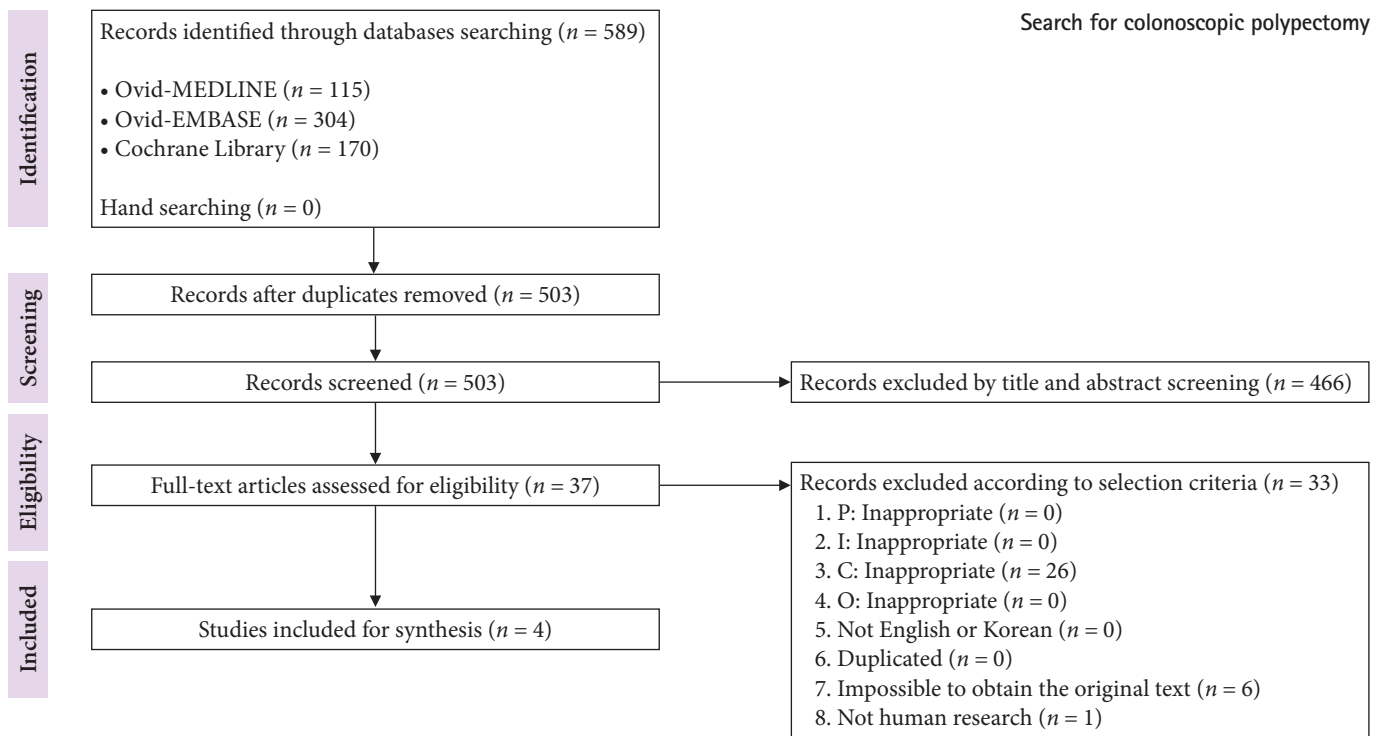 Search for colonoscopic polypectomy
Identification
Records identified through databases searching (n = 589)
• Ovid-MEDLINE (n = 115)
• Ovid-EMBASE (n = 304)
• Cochrane Library (n = 170)
Hand searching (n = 0)
Screening
Records after duplicates removed (n = 503)
Records screened (n = 503)
Records excluded by title and abstract screening (n = 466)
Eligibility
Full-text articles assessed for eligibility (n = 37)
Records excluded according to selection criteria (n = 33)
1. P: Inappropriate (n = 0)
2. I: Inappropriate (n = 0)
3. C: Inappropriate (n = 26)
4. O: Inappropriate (n = 0)
5. Not English or Korean (n = 0)
6. Duplicated (n = 0)
7. Impossible to obtain the original text (n = 6)
8. Not human research (n = 1)
Included
Studies included for synthesis (n = 4)